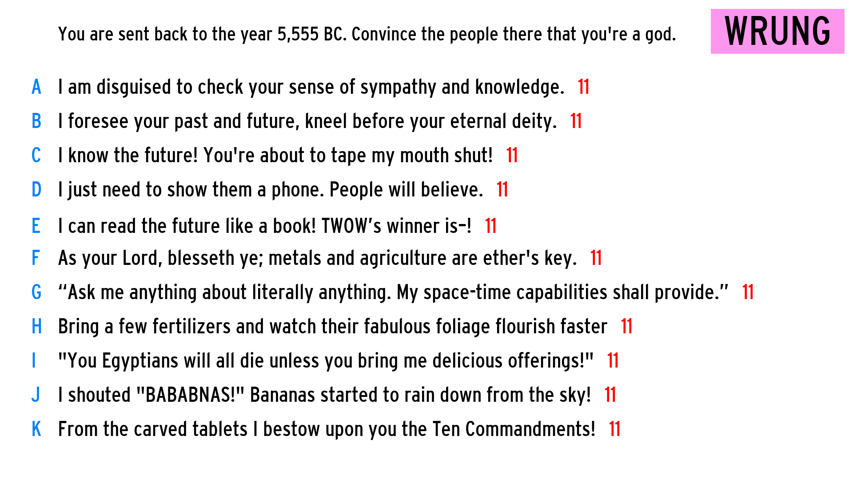 You are sent back to the year 5,555 BC. Convince the people there that you're a god.
WRUNG
A I am disguised to check your sense of sympathy and knowledge. 11
B I foresee your past and future, kneel before your eternal deity. 11
C I know the future! You're about to tape my mouth shut! 11
D I just need to show them a phone. People will believe. 11
E I can read the future like a book! TWOW’s winner is–! 11
F As your Lord, blesseth ye; metals and agriculture are ether's key. 11
G “Ask me anything about literally anything. My space-time capabilities shall provide.” 11
H Bring a few fertilizers and watch their fabulous foliage flourish faster 11
I "You Egyptians will all die unless you bring me delicious offerings!" 11
J I shouted "BABABNAS!" Bananas started to rain down from the sky! 11
K From the carved tablets I bestow upon you the Ten Commandments! 11